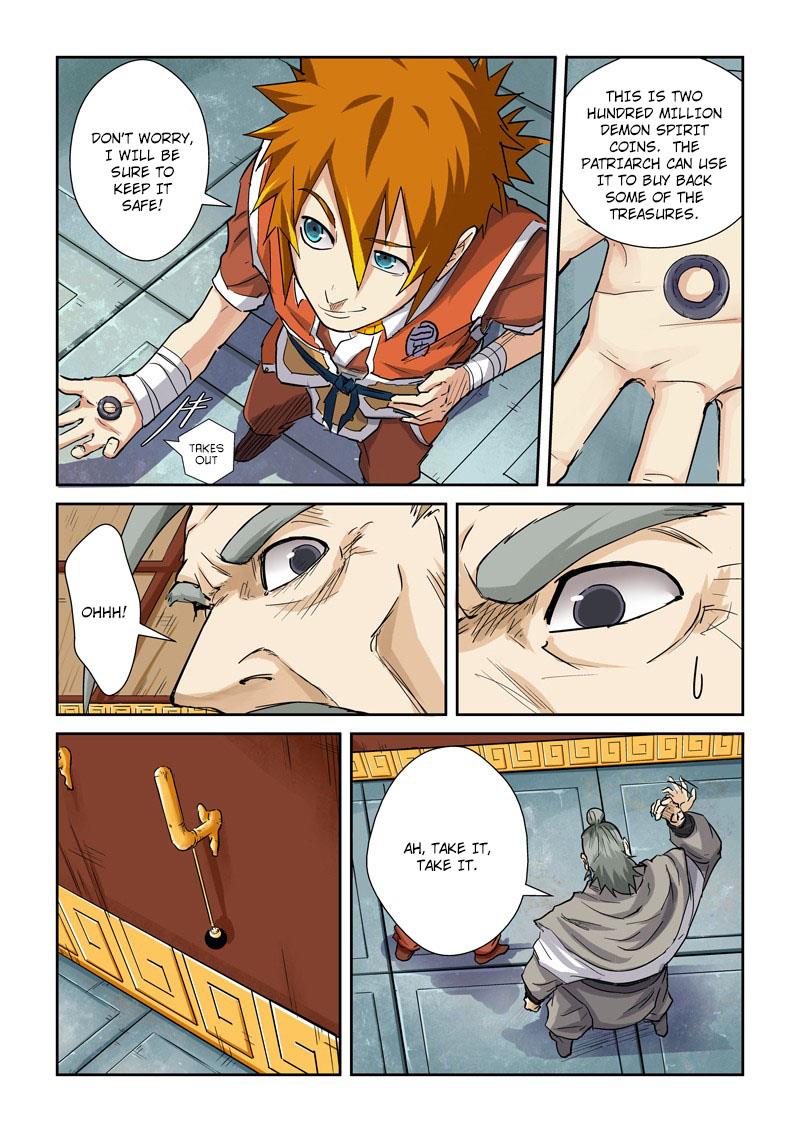 DON'T WORRY,
I WILL BE
SURE TO
KEEP IT
SAFE!
TAKES
OUT
THIS IS TWO
HUNDRED MILLION
DEMON SPIRIT
COINS. THE
PATRIARCH CAN USE
IT TO BUY BACK
SOME OF THE
TREASURES.
OHHH!
AH, TAKE IT,
TAKE IT.